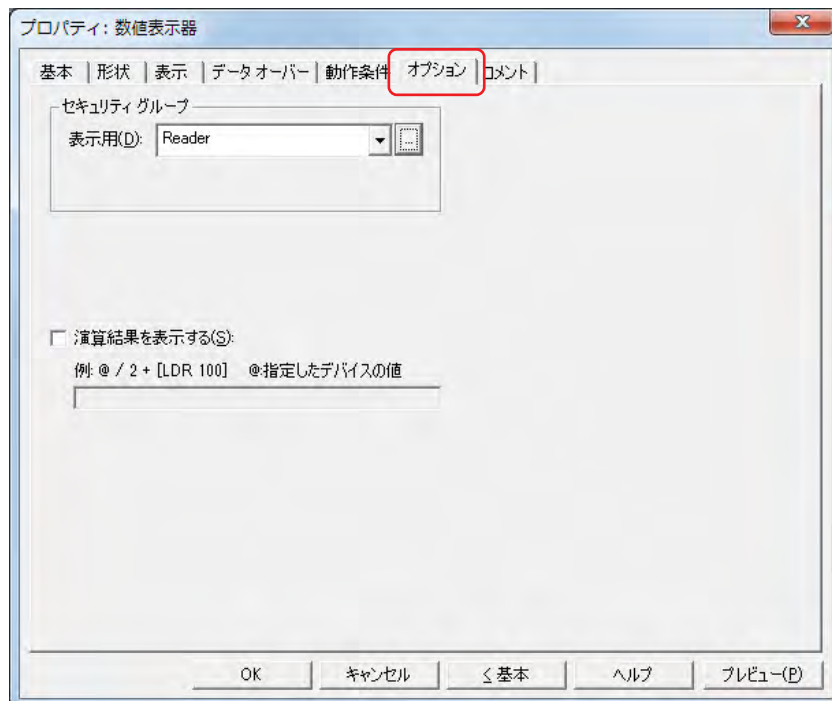 プロパティ: 数値表示器
基本 形状 表示 データ オーバー 動作条件 オプション コメント
セキュリティ グループ
表示用(D): Reader ...
演算結果を表示する(S):
例: @ / 2 + [LDR 100] @:指定したデバイスの値
OK キャンセル < 基本 ヘルプ プレビュー(P)